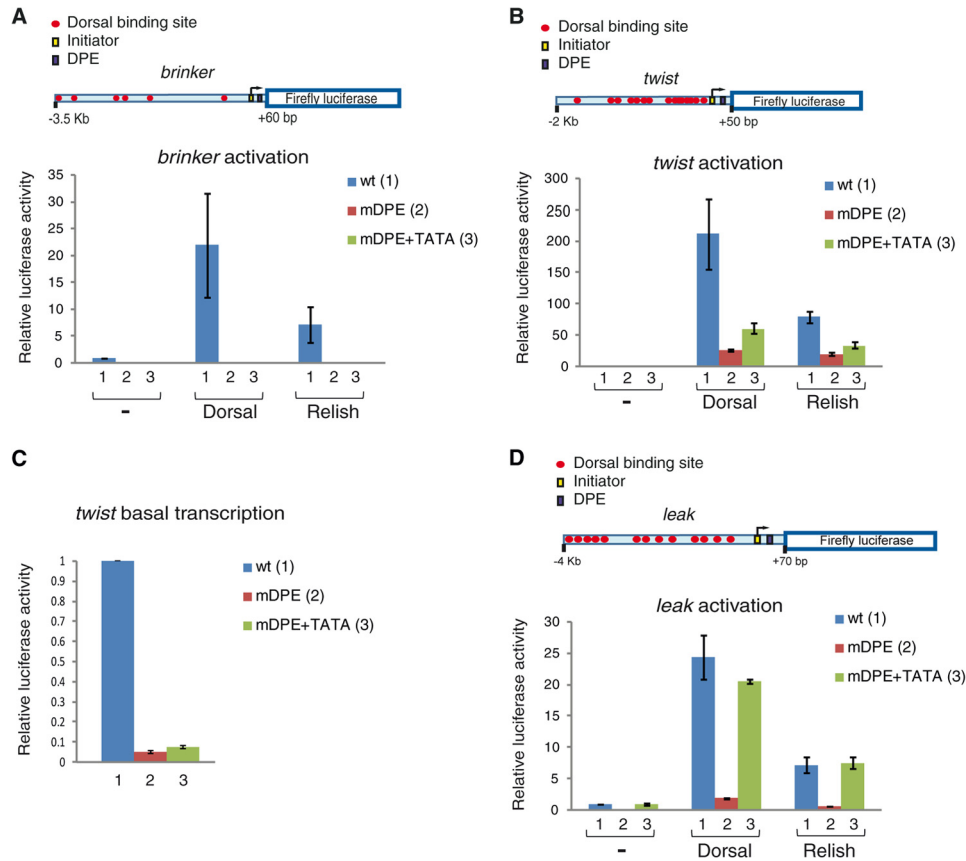 A
Dorsal binding site
Initiator
DPE
brinker
Firefly luciferase
-3.5 Kb
+60 bp
brinker activation
Relative luciferase activity
35
30
25
20
15
10
5
0
wt (1)
mDPE (2)
mDPE+TATA (3)
1 2 3 1 2 3 1 2 3
- Dorsal Relish
B
Dorsal binding site
Initiator
DPE
twist
Firefly luciferase
-2 Kb
+50 bp
twist activation
Relative luciferase activity
300
250
200
150
100
50
0
wt (1)
mDPE (2)
mDPE+TATA (3)
1 2 3 1 2 3 1 2 3
- Dorsal Relish
C
twist basal transcription
Relative luciferase activity
1
0.9
0.8
0.7
0.6
0.5
0.4
0.3
0.2
0.1
0
wt (1)
mDPE (2)
mDPE+TATA (3)
1 2 3
D
Dorsal binding site
Initiator
DPE
leak
Firefly luciferase
-4 Kb
+70 bp
leak activation
Relative luciferase activity
30
25
20
15
10
5
0
wt (1)
mDPE (2)
mDPE+TATA (3)
1 2 3 1 2 3 1 2 3
- Dorsal Relish